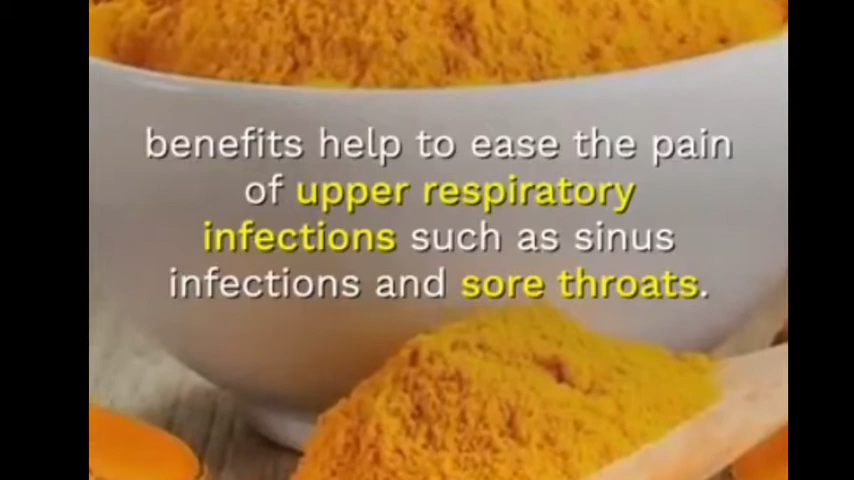 benefits help to ease the pain
of upper respiratory
infections such as sinus
infections and sore throats.